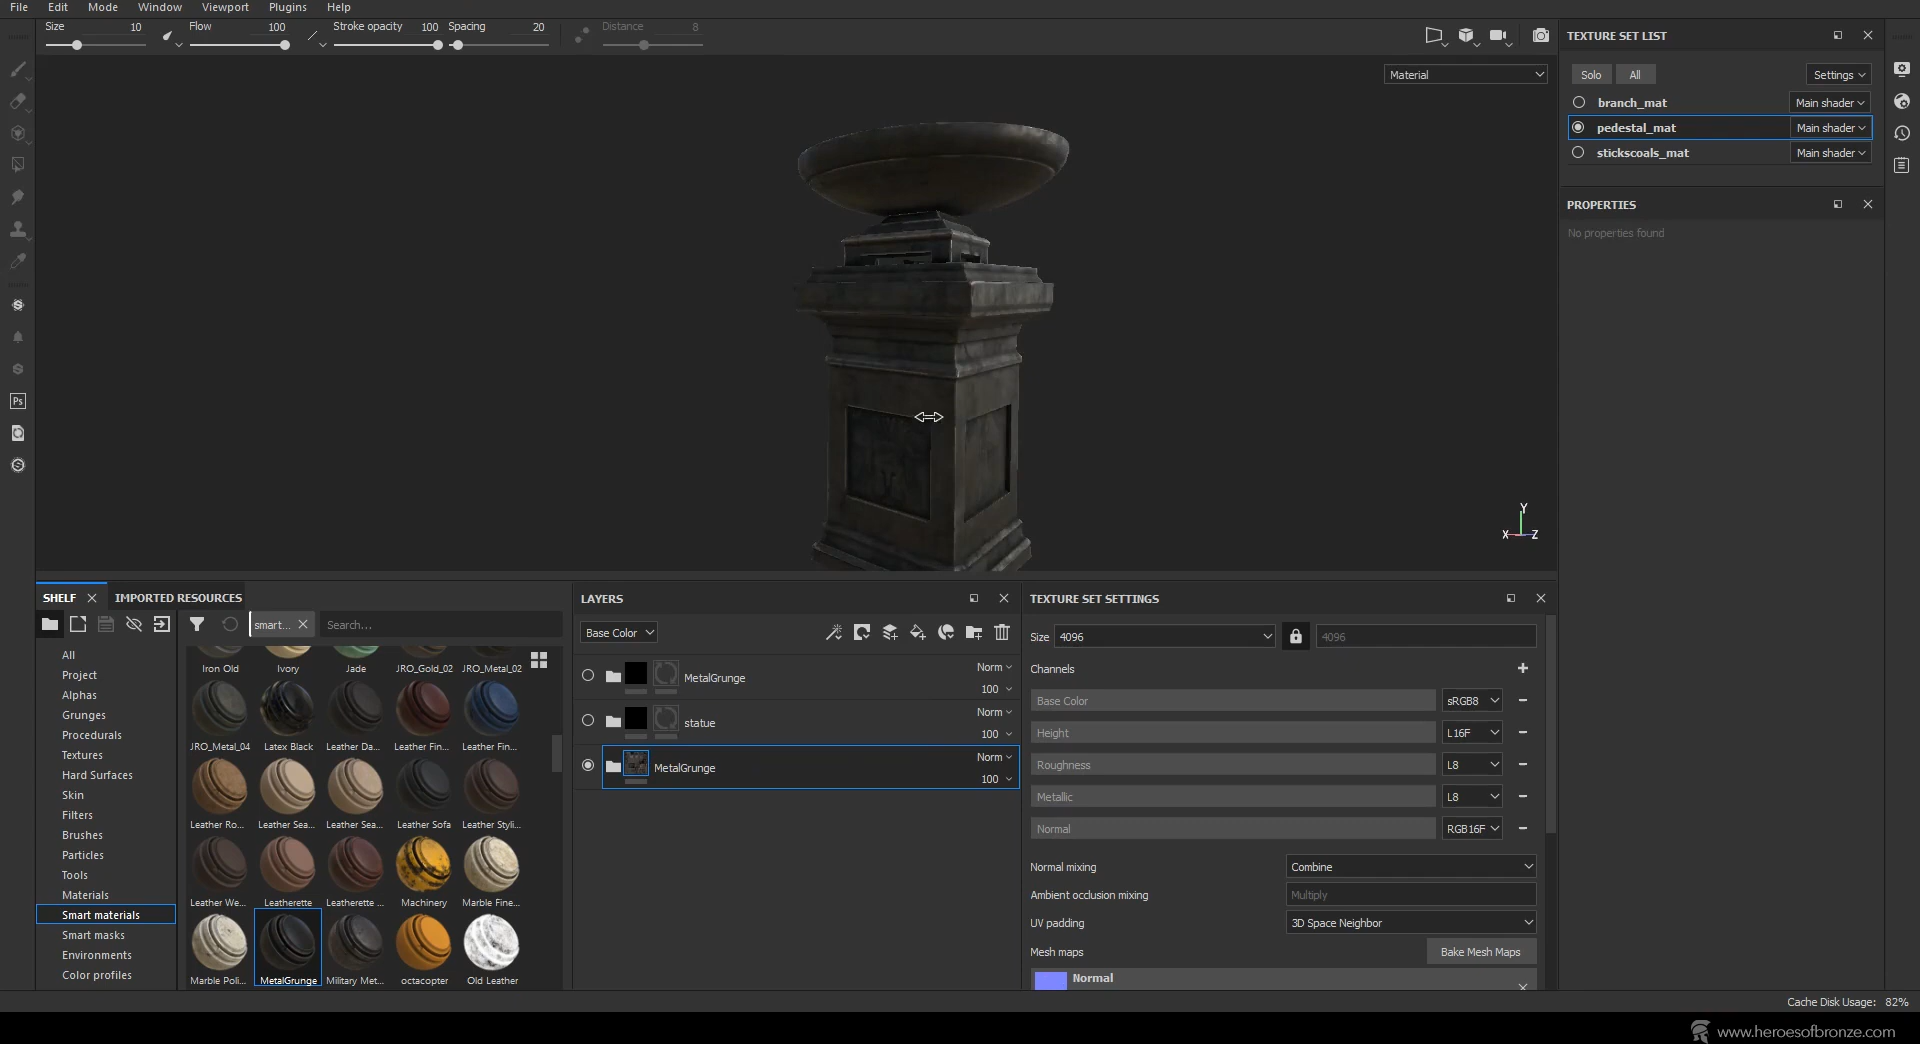 File Edit Mode Window Viewport Plugins Help
Size 10 Flow 100 Stroke opacity 100 Spacing 20 Distance 8
Material
Y
X Z
TEXTURE SET LIST
Solo All Settings
branch_mat Main shader
pedestal_mat Main shader
stickscoals_mat Main shader
PROPERTIES
No properties found
Ps
SHELF IMPORTED RESOURCES
smart... Search...
All
Project
Alphas
Grunges
Procedurals
Textures
Hard Surfaces
Skin
Filters
Brushes
Particles
Tools
Materials
Smart materials
Smart masks
Environments
Color profiles
Iron Old Ivory Jade JRO_Gold_02 JRO_Metal_02
JRO_Metal_04 Latex Black Leather Da... Leather Fin... Leather Fin...
Leather Ro... Leather Sea... Leather Sea... Leather Sofa Leather Styli...
Leather We... Leatherette Leatherette ... Machinery Marble Fine...
Marble Poli... MetalGrunge Military Met... octacopter Old Leather
LAYERS
Base Color
MetalGrunge Norm
100
statue Norm
100
MetalGrunge Norm
100
TEXTURE SET SETTINGS
Size 4096 4096
Channels
Base Color sRGB8
Height L16F
Roughness L8
Metallic L8
Normal RGB16F
Normal mixing Combine
Ambient occlusion mixing Multiply
UV padding 3D Space Neighbor
Mesh maps Bake Mesh Maps
Normal
Cache Disk Usage: 82%
www.heroesofbronze.com